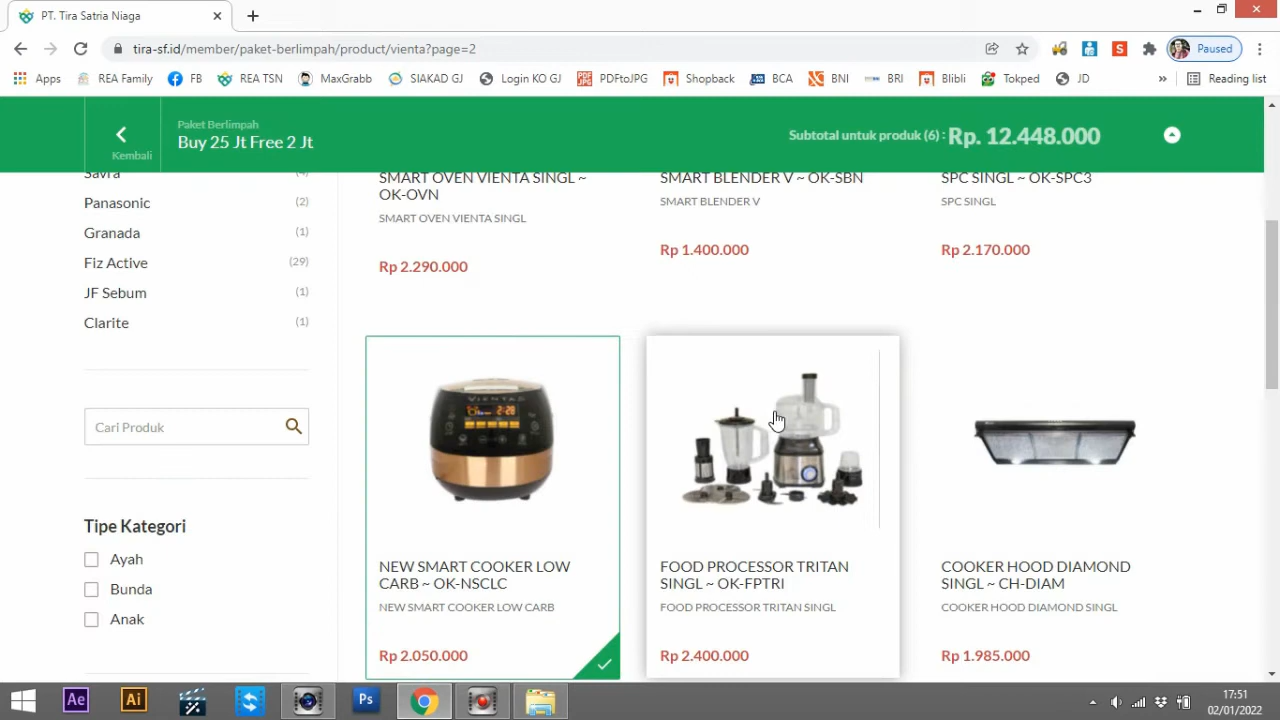 PT. Tira Satria Niaga
tira-sf.id/member/paket-berlimpah/product/vienta?page=2
Paused
Apps
REA Family
FB
REA TSN
MaxGrabb
SIAKAD GJ
Login KO GJ
PDFtoJPG
Shopback
BCA
BNI
BRI
Blibli
Tokped
JD
»
Reading list
Kembali
Paket Berlimpah
Buy 25 Jt Free 2 Jt
Subtotal untuk produk (6) : Rp. 12.448.000
Savra (4)
Panasonic (2)
Granada (1)
Fiz Active (29)
JF Sebum (1)
Clarite (1)
Cari Produk
Tipe Kategori
Ayah
Bunda
Anak
SMART OVEN VIENTA SINGL ~
OK-OVN
SMART OVEN VIENTA SINGL
Rp 2.290.000
SMART BLENDER V ~ OK-SBN
SMART BLENDER V
Rp 1.400.000
SPC SINGL ~ OK-SPC3
SPC SINGL
Rp 2.170.000
VIENTA
2:28
NEW SMART COOKER LOW
CARB ~ OK-NSCLC
NEW SMART COOKER LOW CARB
Rp 2.050.000
FOOD PROCESSOR TRITAN
SINGL ~ OK-FPTRI
FOOD PROCESSOR TRITAN SINGL
Rp 2.400.000
COOKER HOOD DIAMOND
SINGL ~ CH-DIAM
COOKER HOOD DIAMOND SINGL
Rp 1.985.000
Ae
Ai
Ps
17:51
02/01/2022